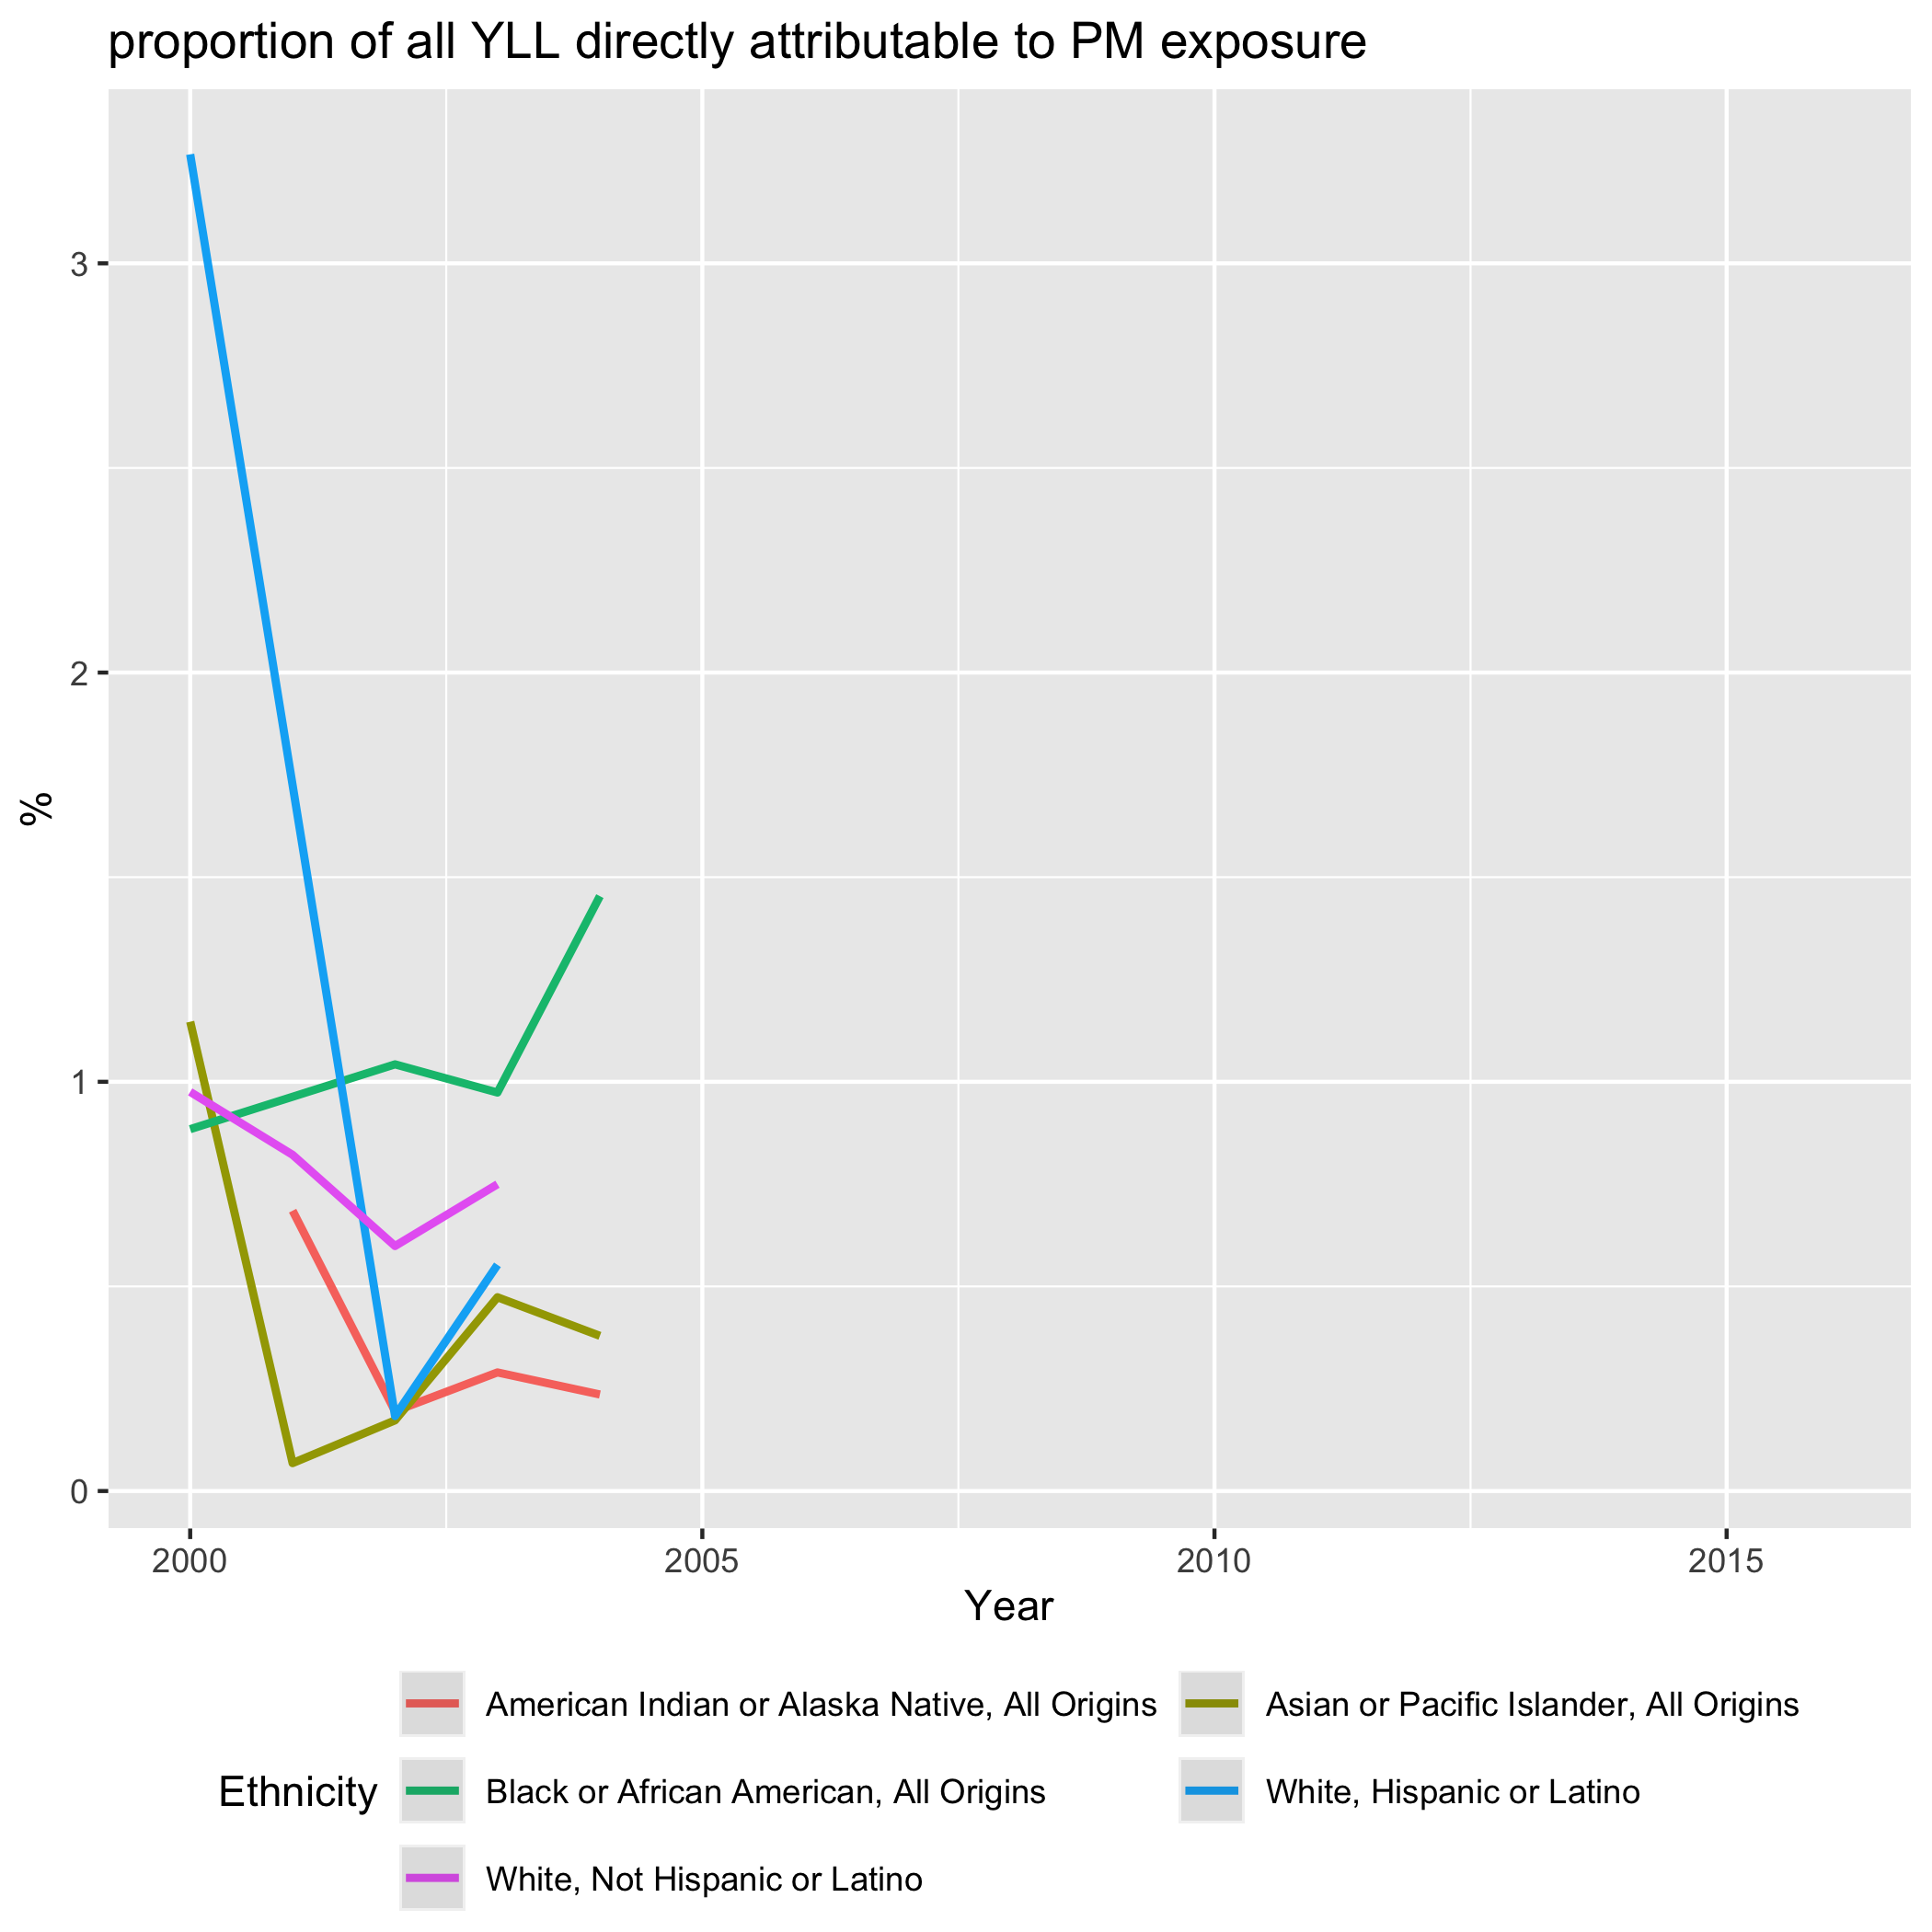 proportion of all YLL directly attributable to PM exposure
3
2
1
0
%
2000 2005 2010 2015
Year
Ethnicity
American Indian or Alaska Native, All Origins
Asian or Pacific Islander, All Origins
Black or African American, All Origins
White, Hispanic or Latino
White, Not Hispanic or Latino